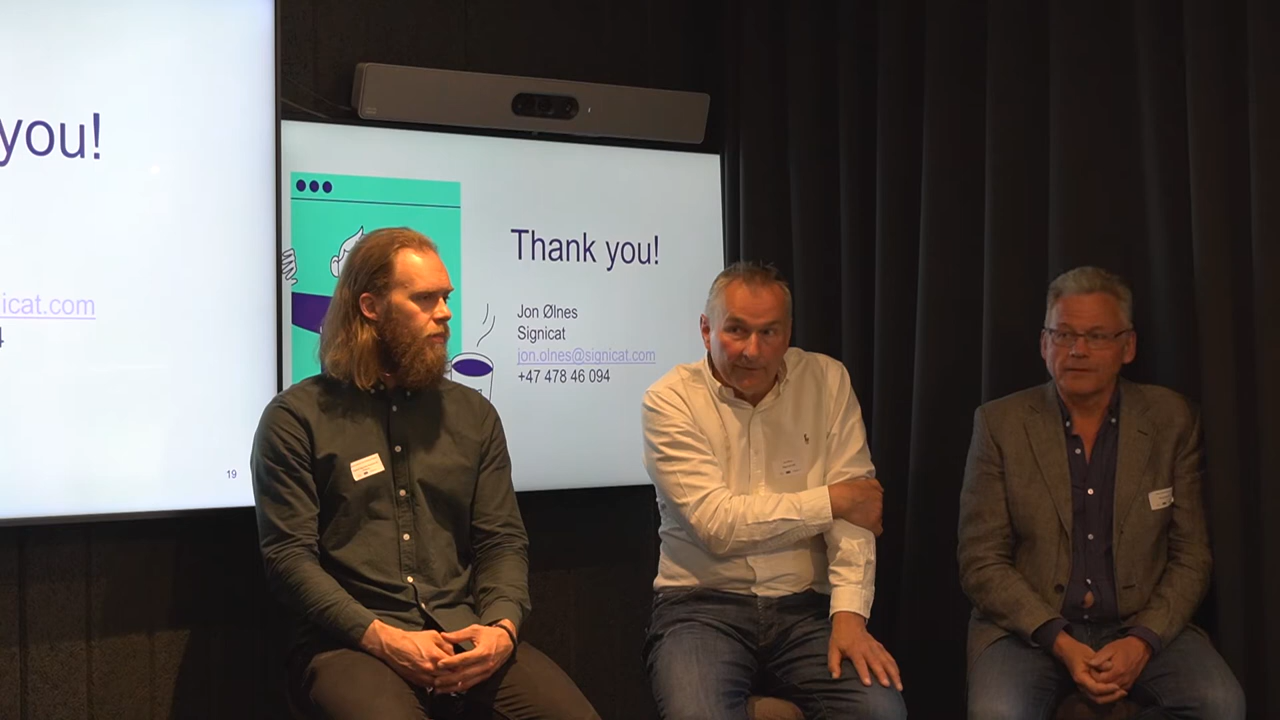 you!
icat.com
4
19
Thank you!
Jon Ølnes
Signicat
jon.olnes@signicat.com
+47 478 46 094